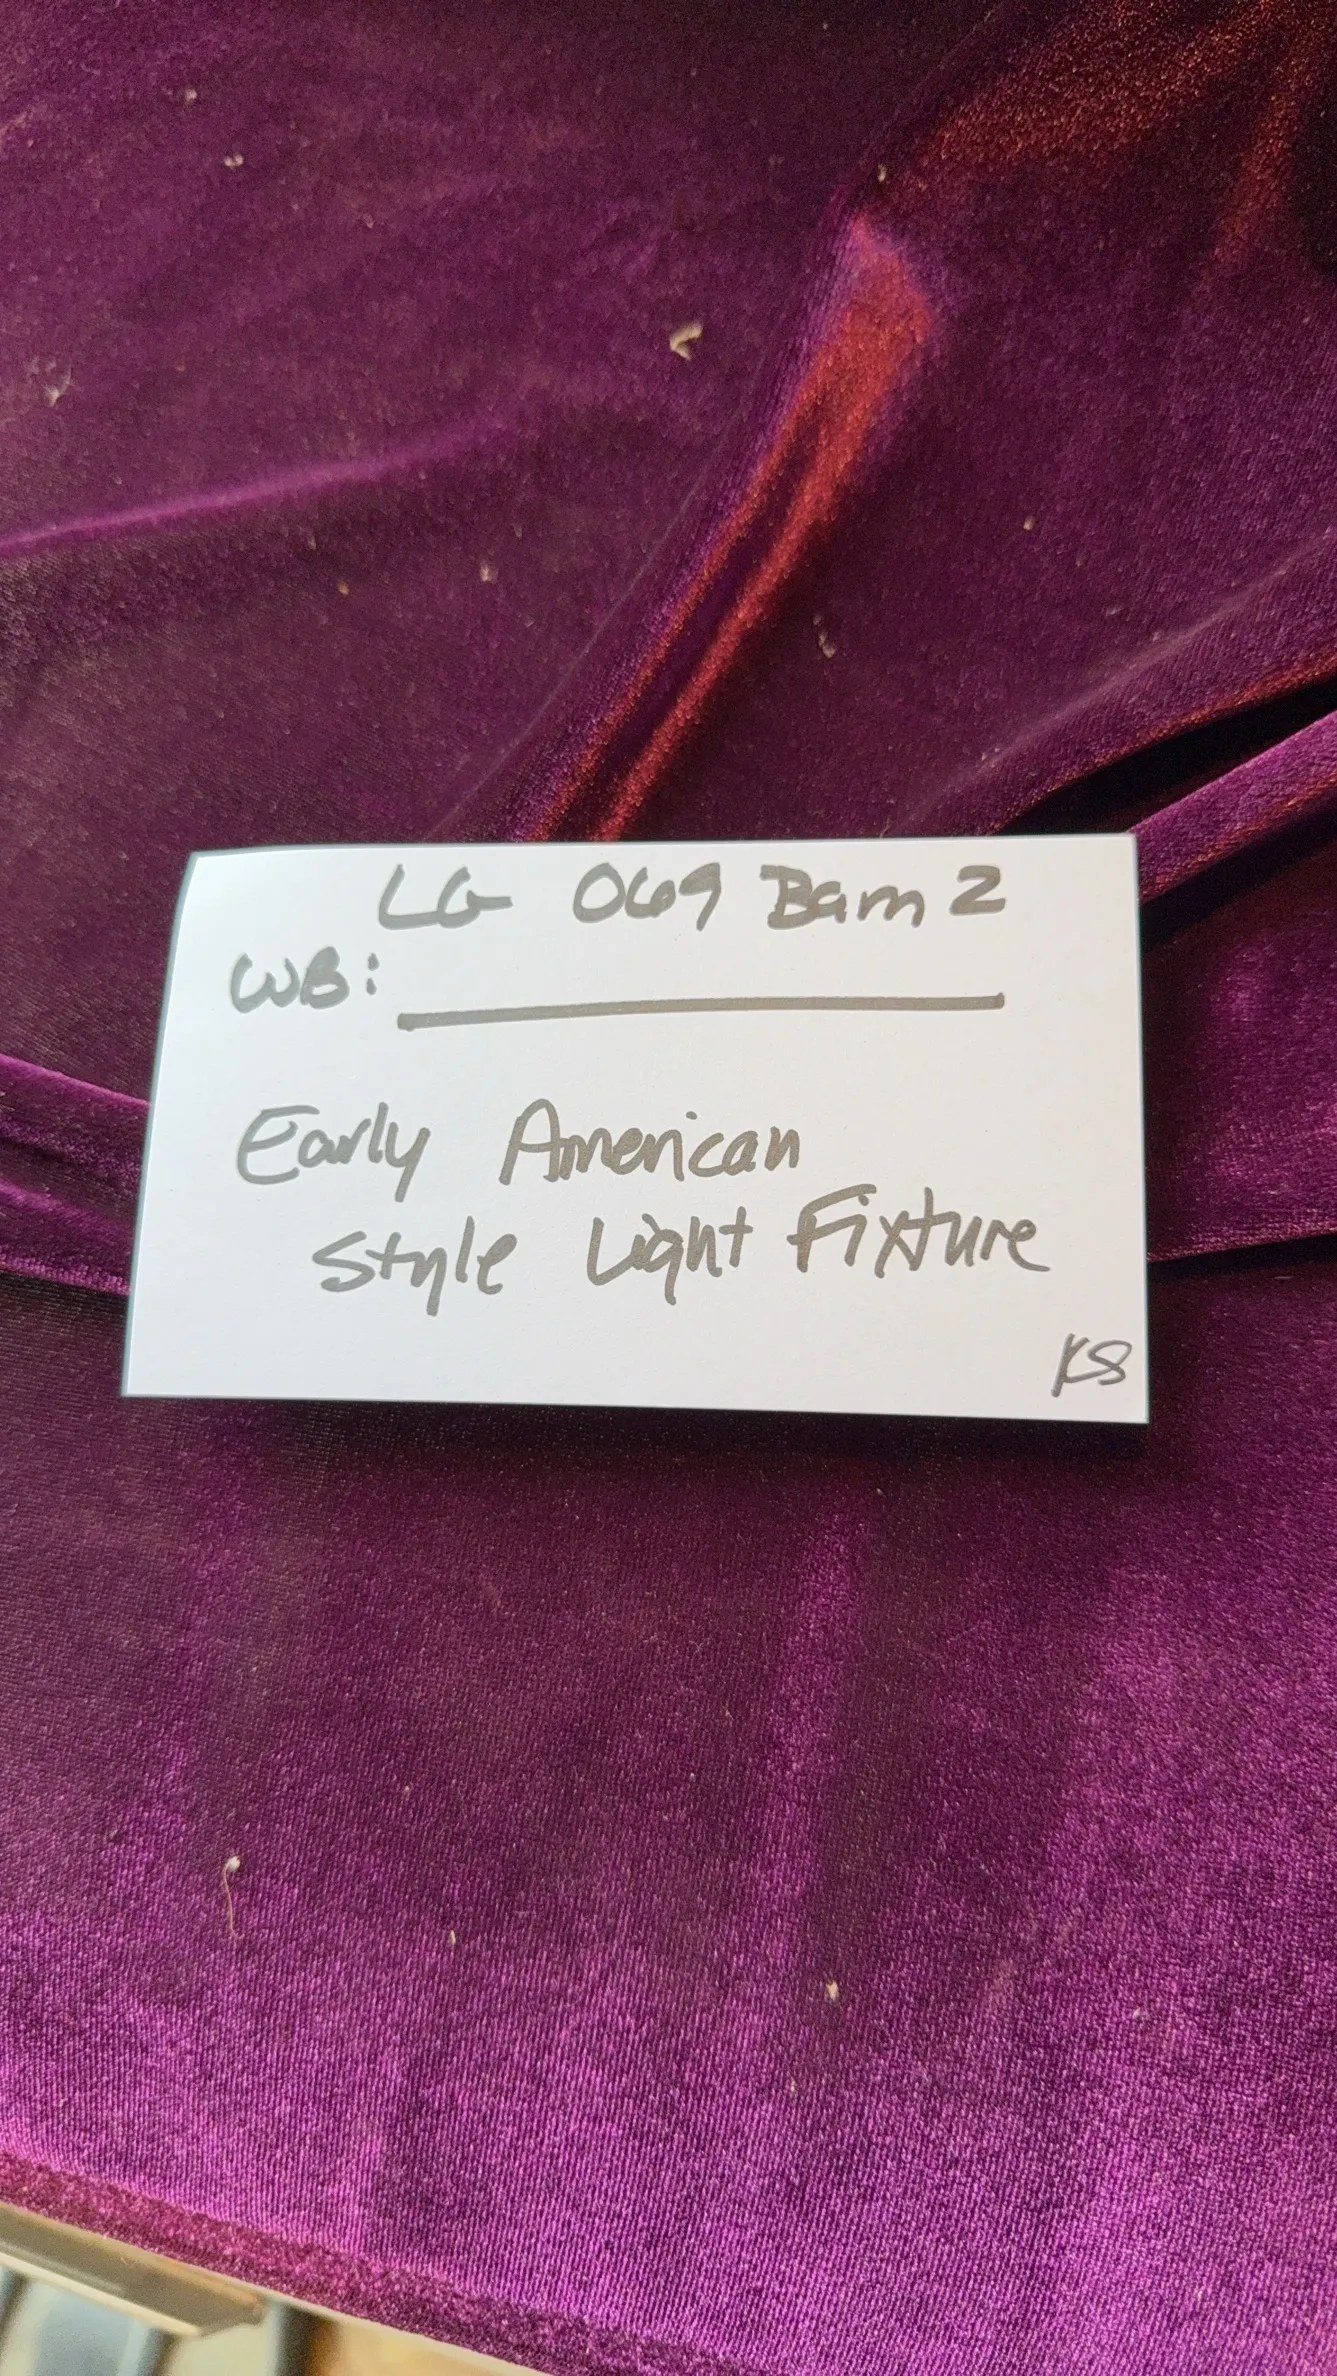 LG 069 Barn 2
WB:
Early American
Style Light Fixture
KS